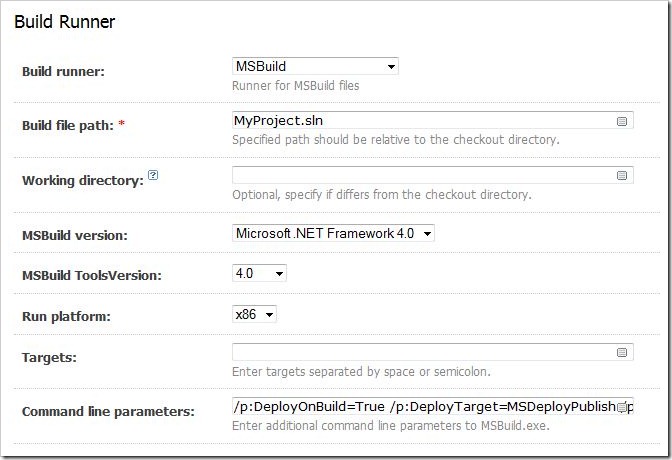 Build Runner
Build runner: MSBuild
Runner for MSBuild files
Build file path: * MyProject.sln
Specified path should be relative to the checkout directory.
Working directory: ?
Optional, specify if differs from the checkout directory.
MSBuild version: Microsoft .NET Framework 4.0
MSBuild ToolsVersion: 4.0
Run platform: x86
Targets:
Enter targets separated by space or semicolon.
Command line parameters: /p:DeployOnBuild=True /p:DeployTarget=MSDeployPublish /p
Enter additional command line parameters to MSBuild.exe.